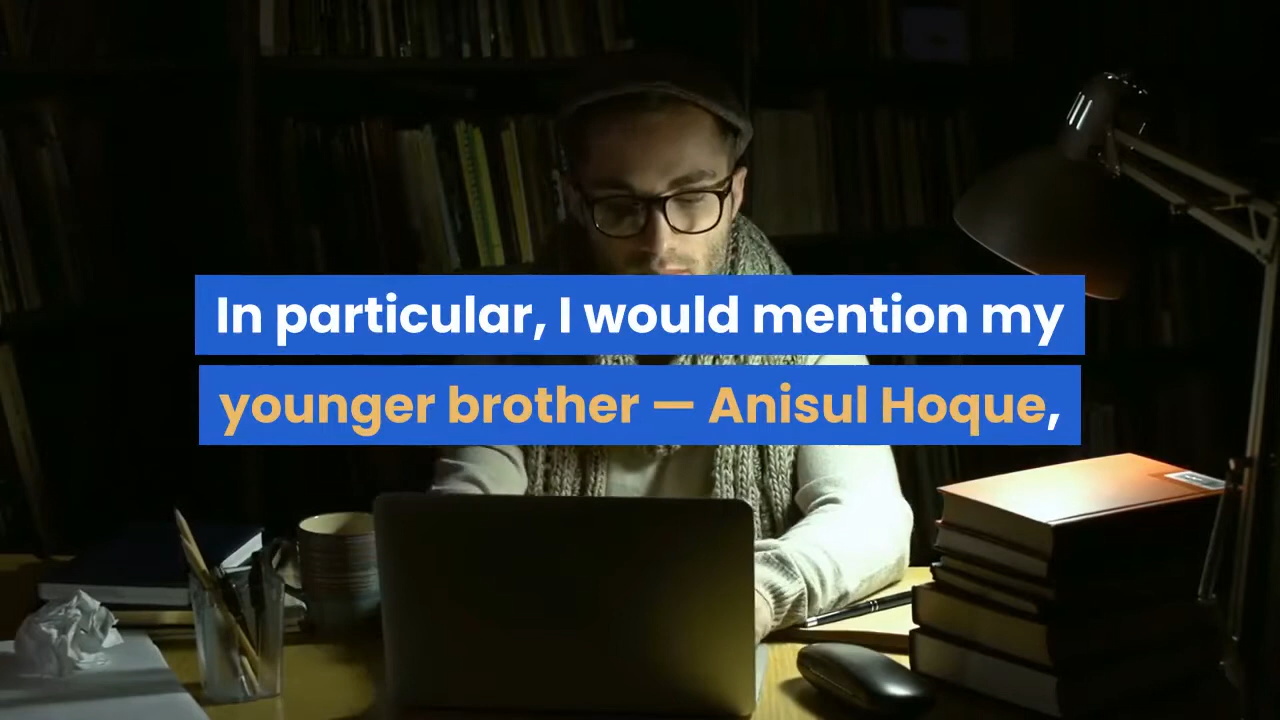 In particular, I would mention my
younger brother — Anisul Hoque,